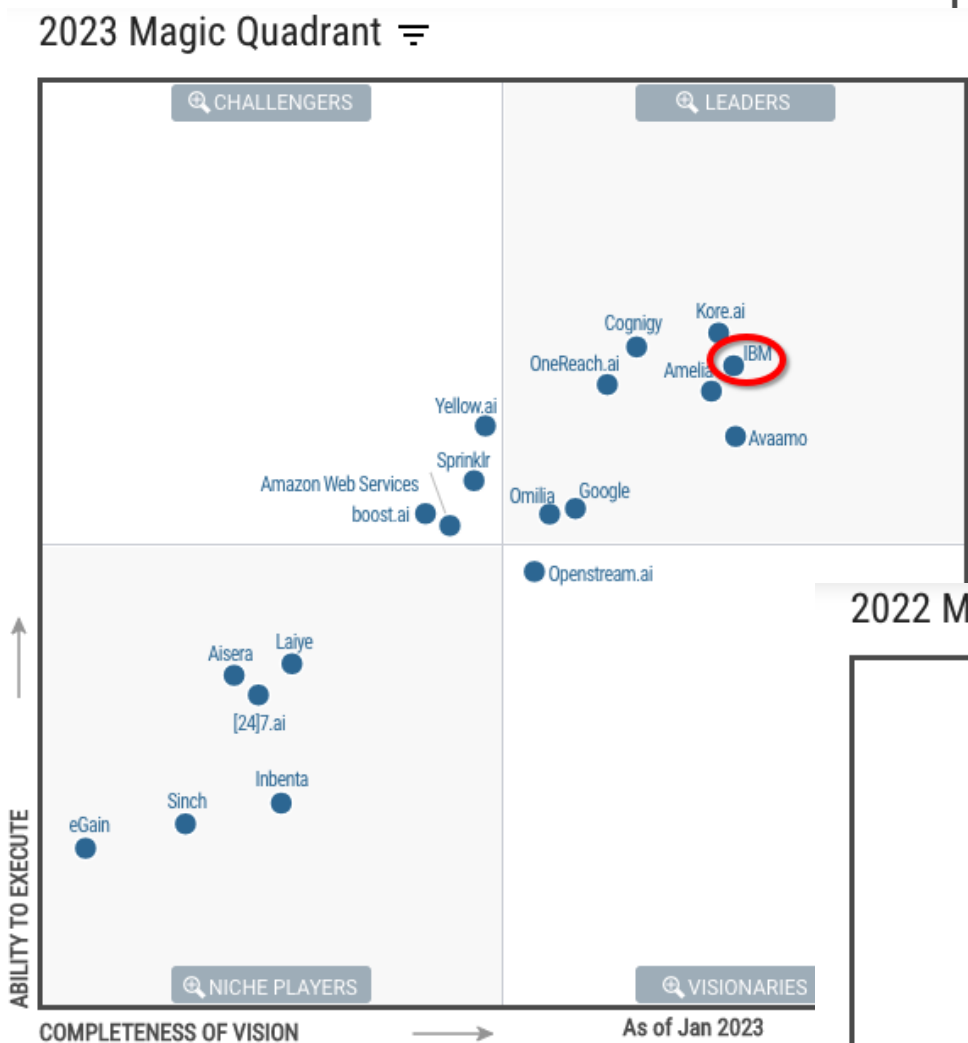 2023 Magic Quadrant
CHALLENGERS
LEADERS
Kore.ai
Cognigy
IBM
OneReach.ai
Amelia
Yellow.ai
Avaamo
Sprinklr
Amazon Web Services
Google
Omilia
boost.ai
Openstream.ai
2022 M
Laiye
Aisera
[24]7.ai
Inbenta
Sinch
eGain
ABILITY TO EXECUTE
NICHE PLAYERS
VISIONARIES
COMPLETENESS OF VISION
As of Jan 2023